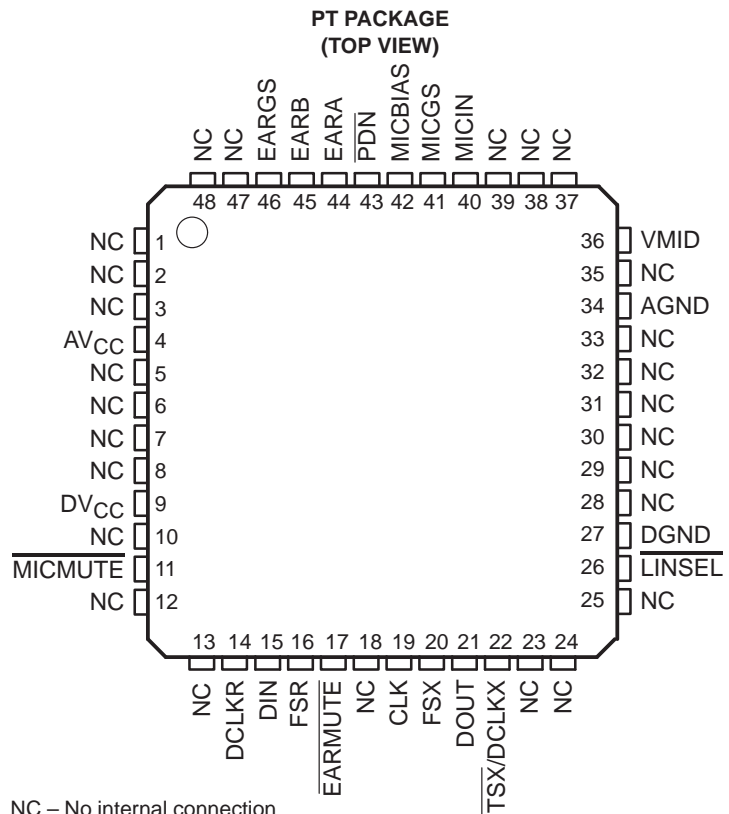 PT PACKAGE
(TOP VIEW)
NC
NC
EARGS
EARB
EARA
PDN
MICBIAS
MICGS
MICIN
NC
NC
NC
48 47 46 45 44 43 42 41 40 39 38 37
NC 1
NC 2
NC 3
AVCC 4
NC 5
NC 6
NC 7
NC 8
DVCC 9
NC 10
MICMUTE 11
NC 12
36 VMID
35 NC
34 AGND
33 NC
32 NC
31 NC
30 NC
29 NC
28 NC
27 DGND
26 LINSEL
25 NC
13 14 15 16 17 18 19 20 21 22 23 24
NC
DCLKR
DIN
FSR
EARMUTE
NC
CLK
FSX
DOUT
TSX/DCLKX
NC
NC
NC – No internal connection